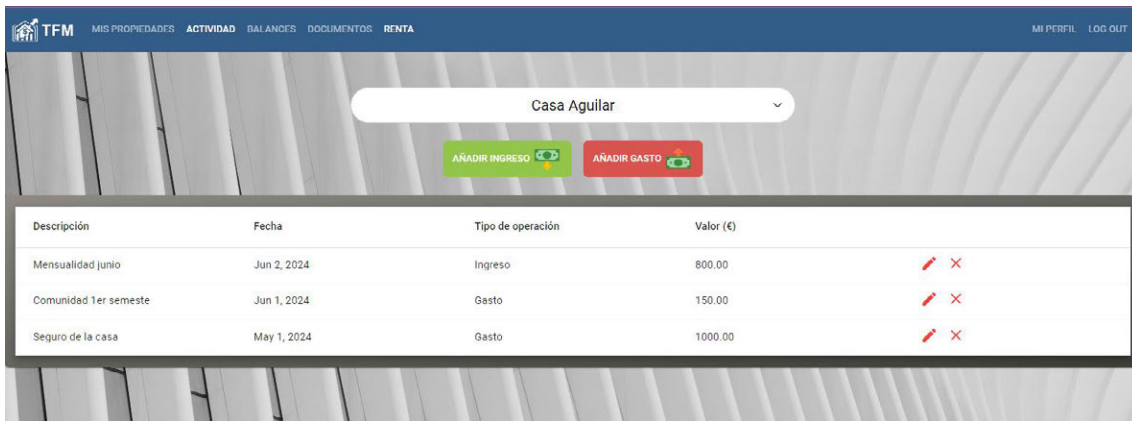 TFM MIS PROPIEDADES ACTIVIDAD BALANCES DOCUMENTOS RENTA MI PERFIL LOG OUT
Casa Aguilar
AÑADIR INGRESO AÑADIR GASTO
Descripción Fecha Tipo de operación Valor (€)
Mensualidad junio Jun 2, 2024 Ingreso 800.00
Comunidad 1er semeste Jun 1, 2024 Gasto 150.00
Seguro de la casa May 1, 2024 Gasto 1000.00